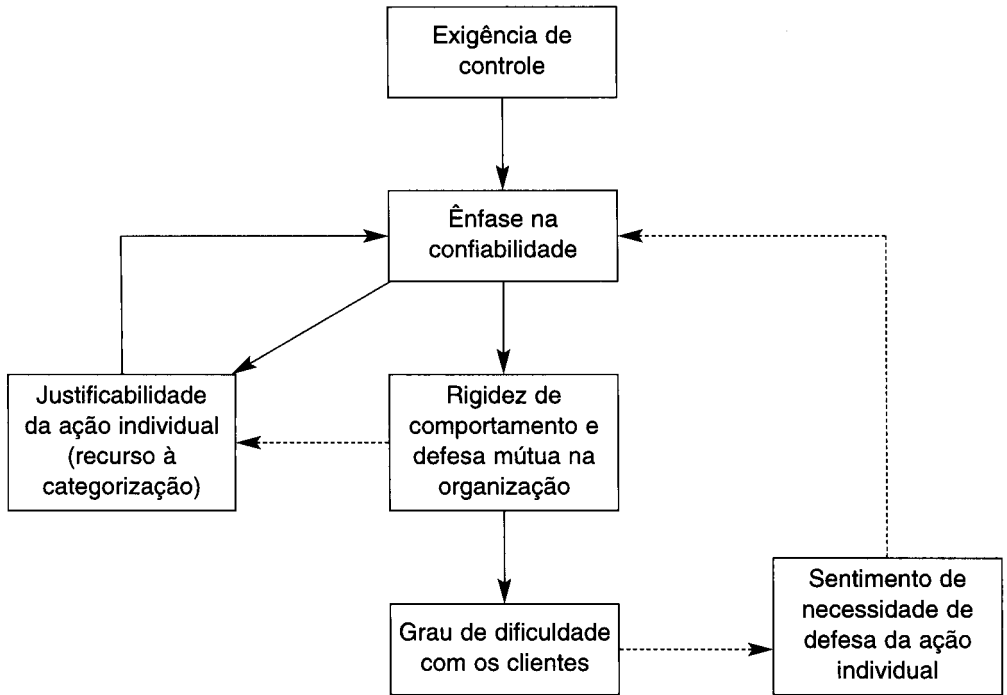 Exigência de
controle
Ênfase na
confiabilidade
Justificabilidade
da ação individual
(recurso à
categorização)
Rigidez de
comportamento e
defesa mútua na
organização
Grau de dificuldade
com os clientes
Sentimento de
necessidade de
defesa da ação
individual